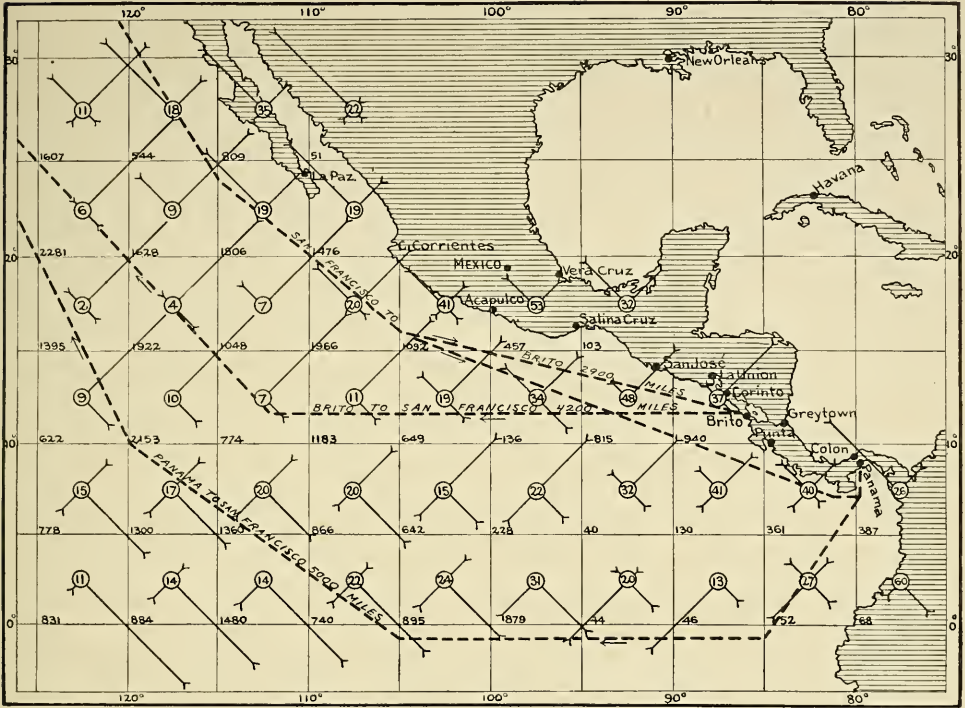 120° 110° 100° 90° 80°
30° 30°
New Orleans
11 18 35 22
1607 544 809 51
La Paz
Havana
6 9 19 19
2281 1628 1806 1476
SAN FRANCISCO TO BRITO 2900 MILES
C. Corrientes
20° 20°
MEXICO
Vera Cruz
2 4 7 20 41 53 32
Acapulco
Salina Cruz
1395 1922 1048 1966 1092 457 103
San José
La Union
9 10 12 11 19 34 48 37
Corinto
BRITO TO SAN FRANCISCO 4200 MILES
Brito
Greytown
Punta
10° 10°
622 2153 774 1183 649 136 815 940
Colon
Panama
PANAMA TO SAN FRANCISCO 5000 MILES
15 17 20 20 15 22 32 41 40 26
778 1300 1360 866 642 228 40 130 361 387
11 14 14 22 24 31 20 13 27 60
0° 0°
831 884 1480 740 895 1879 44 46 52 68
120° 110° 100° 90° 80°